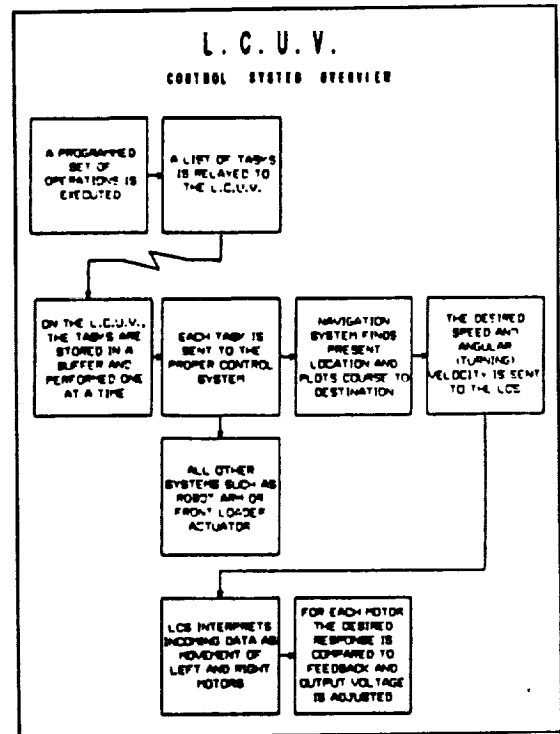 L. C. U. V.
CONTROL SYSTEM OVERVIEW
A PROGRAMMED
SET OF
OPERATIONS IS
EXECUTED
A LIST OF TASKS
IS RELAYED TO
THE L.C.U.V.
ON THE L.C.U.V.,
THE TASKS ARE
STORED IN A
BUFFER AND
PERFORMED ONE
AT A TIME
EACH TASK IS
SENT TO THE
PROPER CONTROL
SYSTEM
NAVIGATION
SYSTEM FINDS
PRESENT
LOCATION AND
PLOTS COURSE TO
DESTINATION
THE DESIRED
SPEED AND
ANGULAR
(TURNING)
VELOCITY IS SENT
TO THE LCS
ALL OTHER
SYSTEMS SUCH AS
ROBOT ARM OR
FRONT LOADER
ACTUATOR
LCS INTERPRETS
INCOMING DATA AS
MOVEMENT OF
LEFT AND RIGHT
MOTORS
FOR EACH MOTOR
THE DESIRED
RESPONSE IS
COMPARED TO
FEEDBACK AND
OUTPUT VOLTAGE
IS ADJUSTED